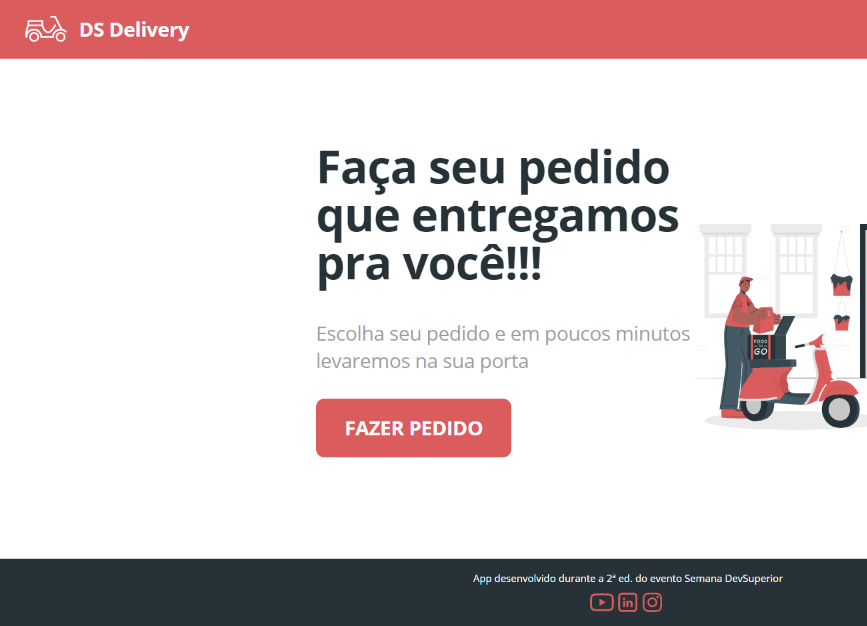 DS Delivery
Faça seu pedido
que entregamos
pra você!!!
Escolha seu pedido e em poucos minutos
levaremos na sua porta
FOOD
GO
FAZER PEDIDO
App desenvolvido durante a 2ª ed. do evento Semana DevSuperior
in